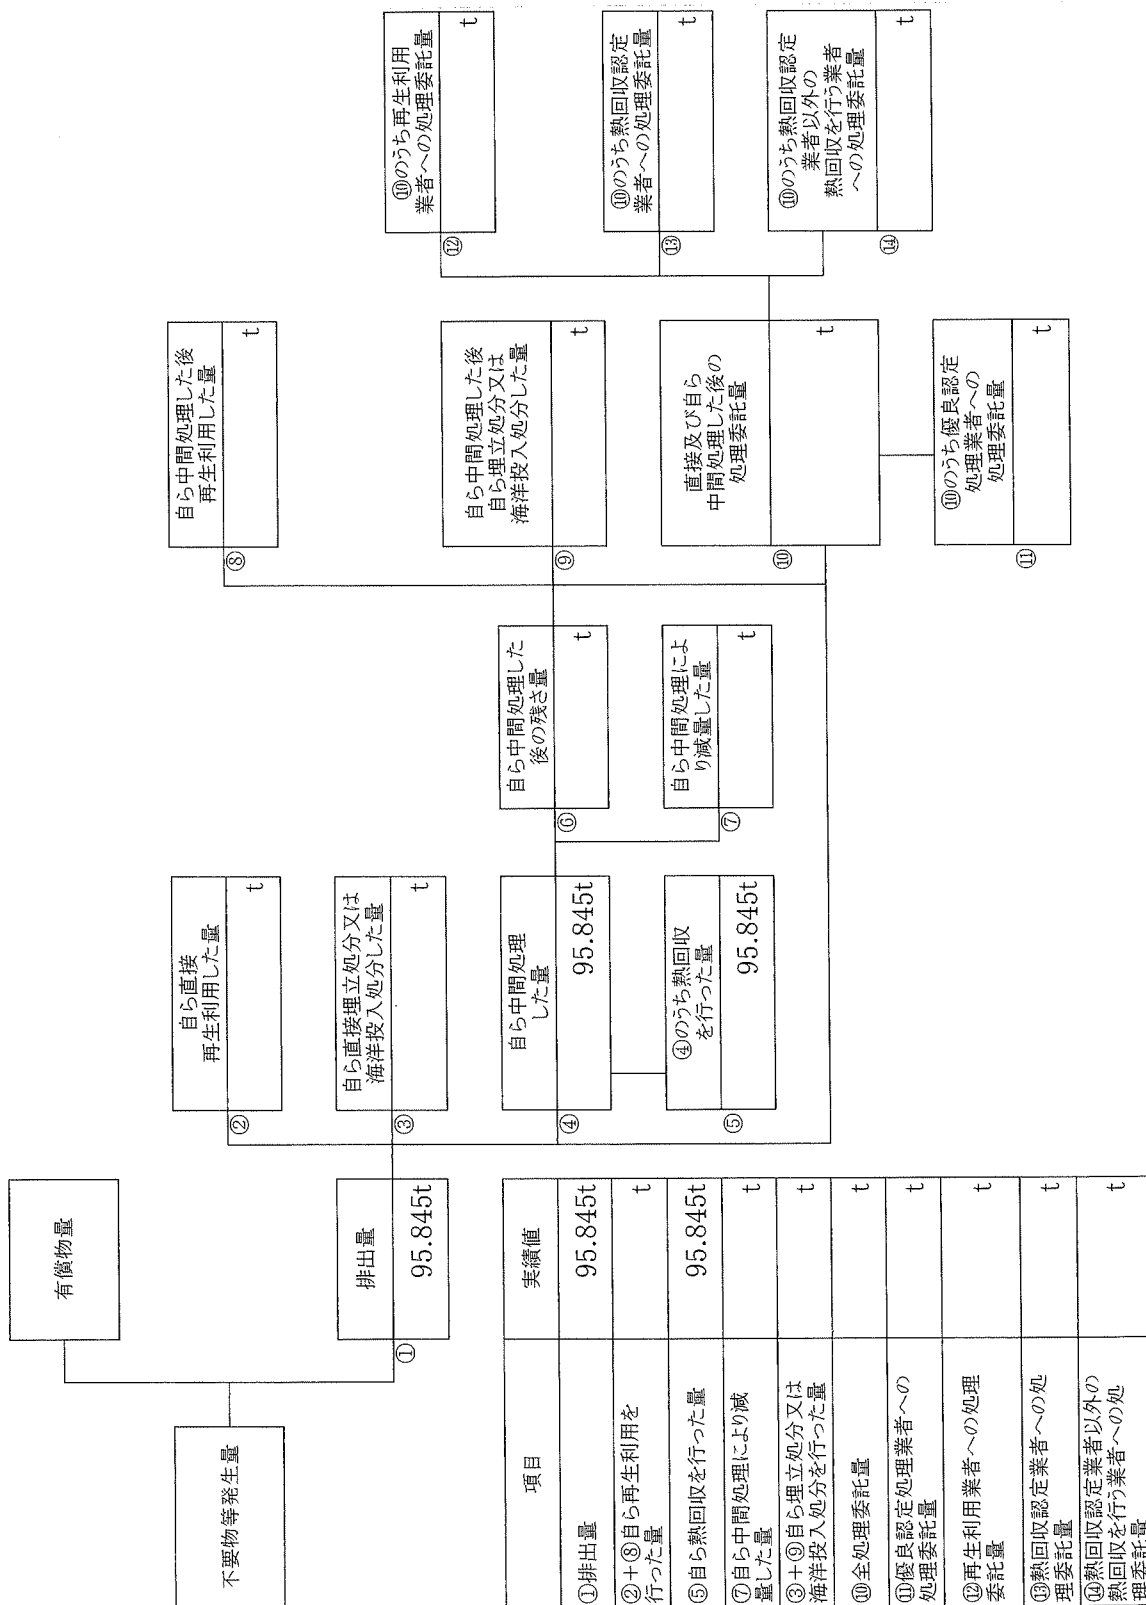 不要物等発生量
有償物量
排出量
①
95.845t
②
自ら直接
再生利用した量
t
③
自ら直接埋立処分又は
海洋投入処分した量
t
④
自ら中間処理
した量
95.845t
⑤
④のうち熱回収
を行った量
95.845t
⑥
自ら中間処理した
後の残さ量
t
⑦
自ら中間処理によ
り減量した量
t
⑧
自ら中間処理した後
再生利用した量
t
⑨
自ら中間処理した後
自ら埋立処分又は
海洋投入処分した量
t
⑩
直接及び自ら
中間処理した後の
処理委託量
t
⑪
⑩のうち優良認定
処理業者への
処理委託量
t
⑫
⑩のうち再生利用
業者への処理委託量
t
⑬
⑩のうち熱回収認定
業者への処理委託量
t
⑭
⑩のうち熱回収認定
業者以外の
熱回収を行う業者
への処理委託量
t
項目 実績値
①排出量 95.845t
②+⑧自ら再生利用を
行った量 t
⑤自ら熱回収を行った量 95.845t
⑦自ら中間処理により減
量した量 t
③+⑨自ら埋立処分又は
海洋投入処分を行った量 t
⑩全処理委託量 t
⑪優良認定処理業者への
処理委託量 t
⑫再生利用業者への処理
委託量 t
⑬熱回収認定業者への処
理委託量 t
⑭熱回収認定業者以外の
熱回収を行う業者への処
理委託量 t